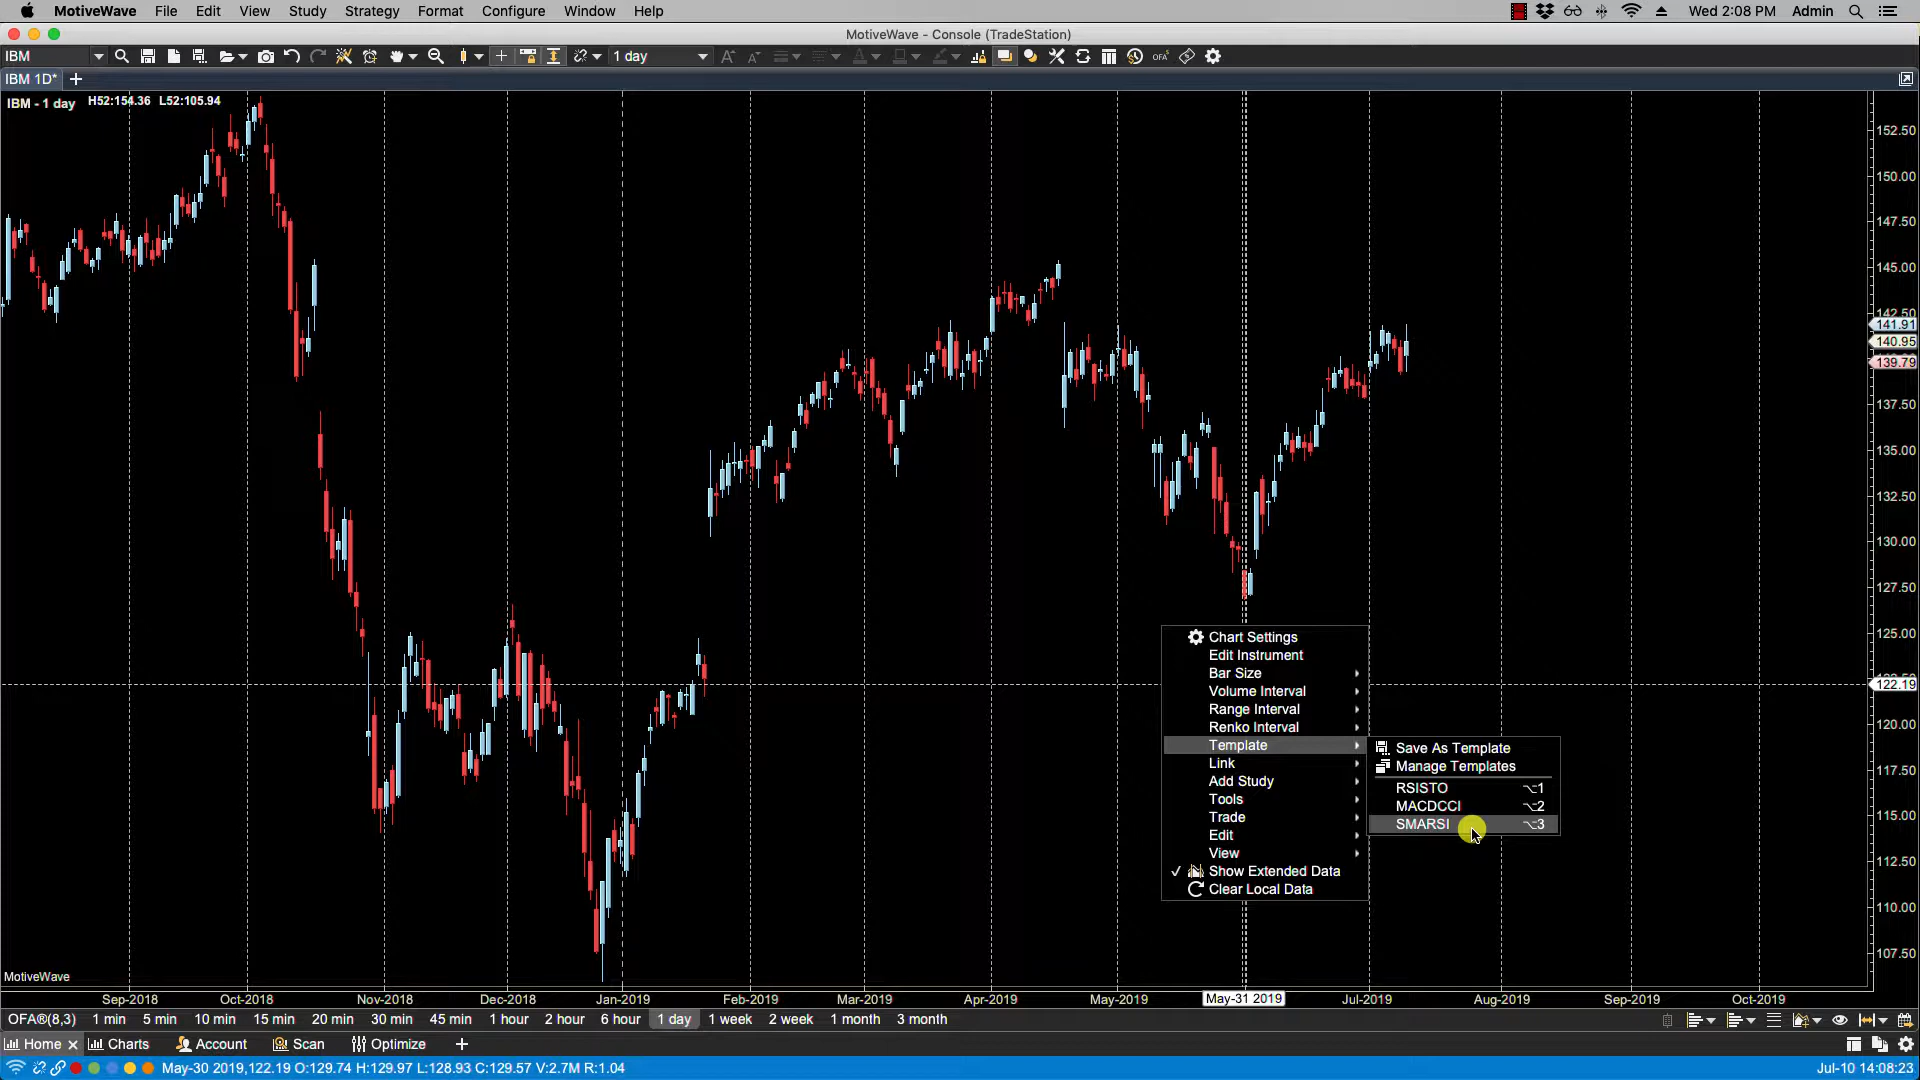 MotiveWave File Edit View Study Strategy Format Configure Window Help Wed 2:08 PM Admin
MotiveWave - Console (TradeStation)
IBM 1 day OFA®
IBM 1D*
IBM - 1 day H52:154.36 L52:105.94
152.50
150.00
147.50
145.00
142.50
141.91
140.95
139.79
137.50
135.00
132.50
130.00
127.50
125.00
122.19
120.00
117.50
115.00
112.50
110.00
107.50
Chart Settings
Edit Instrument
Bar Size
Volume Interval
Range Interval
Renko Interval
Template
Link
Add Study
Tools
Trade
Edit
View
✓ Show Extended Data
Clear Local Data
Save As Template
Manage Templates
RSISTO ⌥1
MACDCCI ⌥2
SMARSI ⌥3
MotiveWave
Sep-2018 Oct-2018 Nov-2018 Dec-2018 Jan-2019 Feb-2019 Mar-2019 Apr-2019 May-2019 May-31 2019 Jul-2019 Aug-2019 Sep-2019 Oct-2019
OFA®(8,3) 1 min 5 min 10 min 15 min 20 min 30 min 45 min 1 hour 2 hour 6 hour 1 day 1 week 2 week 1 month 3 month
Home Charts Account Scan Optimize
May-30 2019,122.19 O:129.74 H:129.97 L:128.93 C:129.57 V:2.7M R:1.04 Jul-10 14:08:23